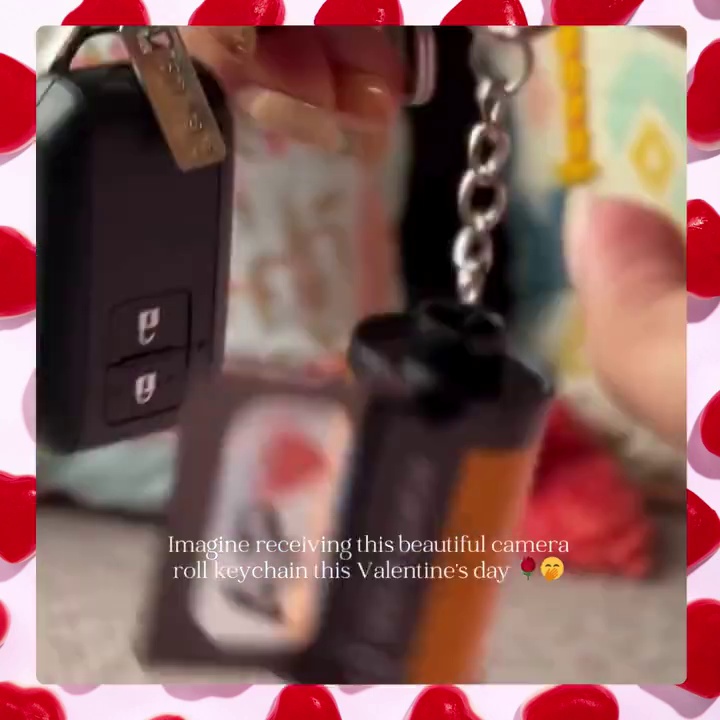 Imagine receiving this beautiful camera
roll keychain this Valentine's day 🌹🤭